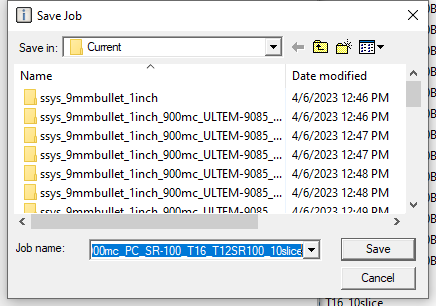 Save Job
Save in: Current
Name Date modified
ssys_9mmbullet_1inch 4/6/2023 12:46 PM
ssys_9mmbullet_1inch_900mc_ULTEM-9085_... 4/6/2023 12:46 PM
ssys_9mmbullet_1inch_900mc_ULTEM-9085_... 4/6/2023 12:47 PM
ssys_9mmbullet_1inch_900mc_ULTEM-9085_... 4/6/2023 12:47 PM
ssys_9mmbullet_1inch_900mc_ULTEM-9085_... 4/6/2023 12:48 PM
ssys_9mmbullet_1inch_900mc_ULTEM-9085_... 4/6/2023 12:48 PM
ssys_9mmbullet_1inch_900mc_ULTEM-9085_... 4/6/2023 12:48 PM
Job name: 00mc_PC_SR-100_T16_T12SR100_10slice
Save
Cancel
T16_10slice